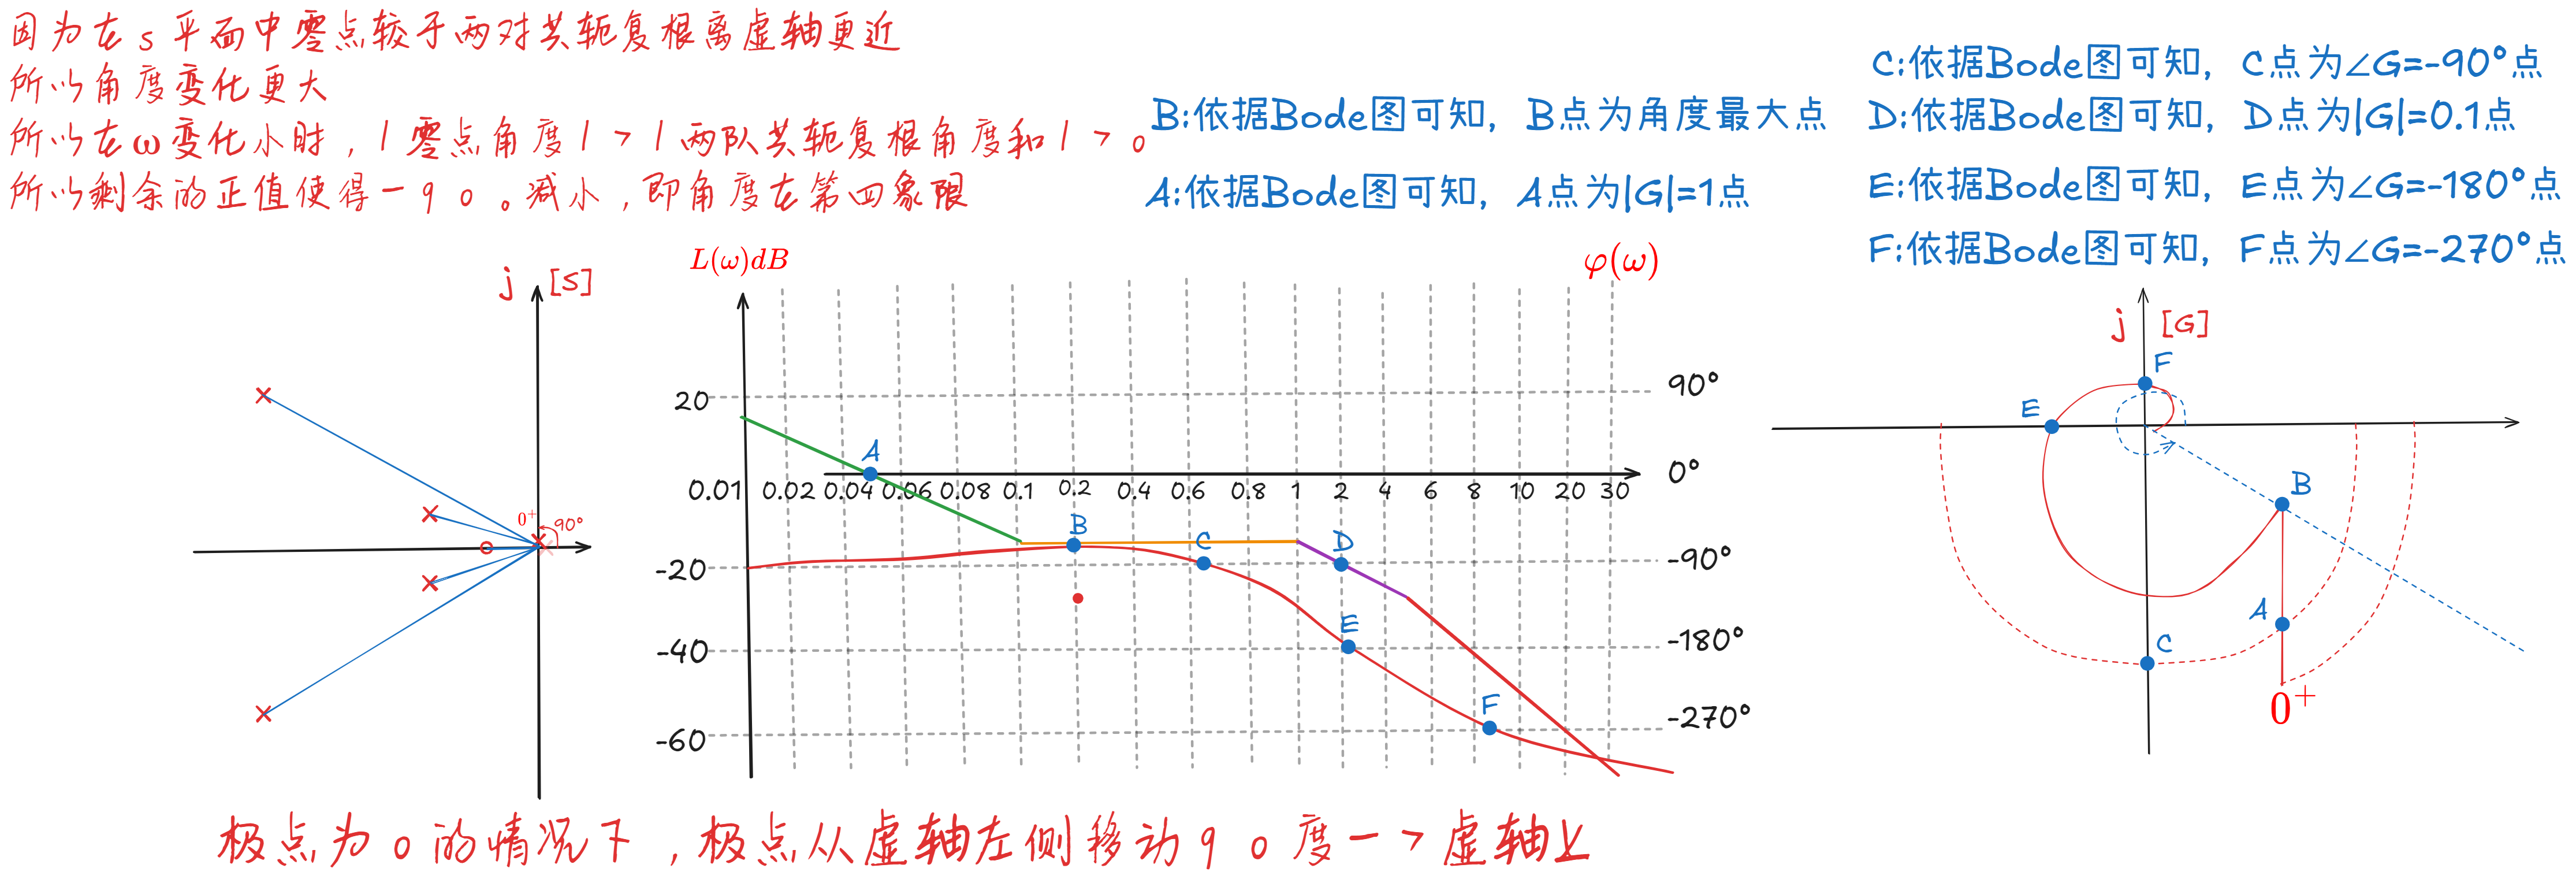 因为在s平面中零点较于两对共轭复根离虚轴更近
所以角度变化更大
所以在ω变化小时，|零点角度|>|两队共轭复根角度和|>0
所以剩余的正值使得-90。减小，即角度在第四象限
B:依据Bode图可知，B点为角度最大点
A:依据Bode图可知，A点为|G|=1点
C:依据Bode图可知，C点为∠G=-90°点
D:依据Bode图可知，D点为|G|=0.1点
E:依据Bode图可知，E点为∠G=-180°点
F:依据Bode图可知，F点为∠G=-270°点
j [S]
0⁺ 90°
L(ω)dB
φ(ω)
20
90°
A
0°
0.01 0.02 0.04 0.06 0.08 0.1 0.2 0.4 0.6 0.8 1 2 4 6 8 10 20 30
B
C
D
-20
-90°
E
-40
-180°
F
-60
-270°
j [G]
F
E
B
A
C
0⁺
极点为0的情况下，极点从虚轴左侧移动90度->虚轴上